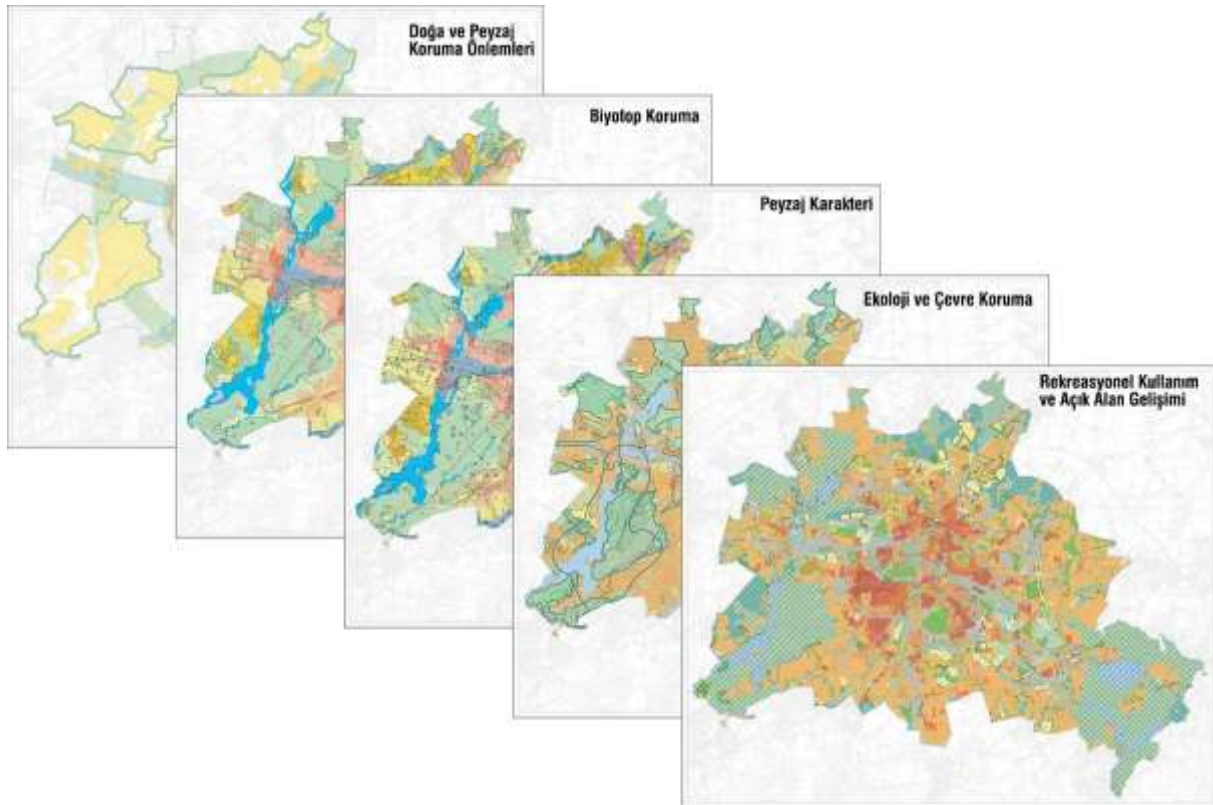 Doğa ve Peyzaj
Koruma Önlemleri
Biyotop Koruma
Peyzaj Karakteri
Ekoloji ve Çevre Koruma
Rekreasyonel Kullanım
ve Açık Alan Gelişimi